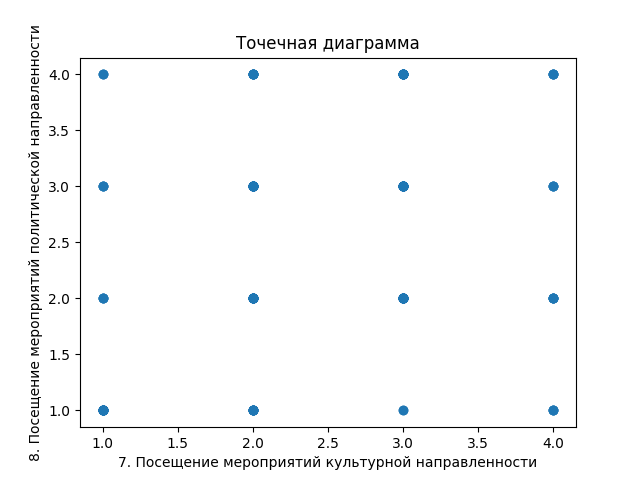 Точечная диаграмма
8. Посещение мероприятий политической направленности
4.0
3.5
3.0
2.5
2.0
1.5
1.0
1.0 1.5 2.0 2.5 3.0 3.5 4.0
7. Посещение мероприятий культурной направленности